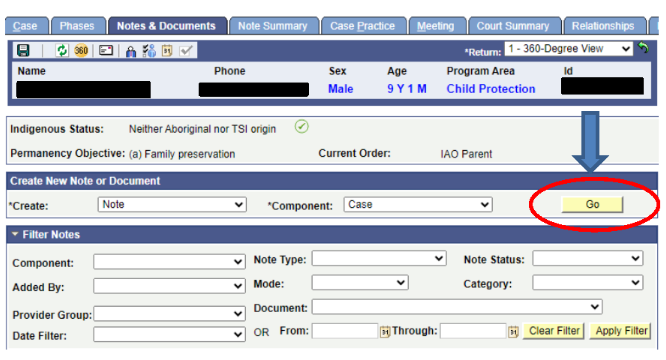 Case Phases Notes & Documents Note Summary Case Practice Meeting Court Summary Relationships
360 *Return: 1 - 360-Degree View
Name Phone Sex Age Program Area Id
Male 9 Y 1 M Child Protection
Indigenous Status: Neither Aboriginal nor TSI origin
Permanency Objective: (a) Family preservation Current Order: IAO Parent
Create New Note or Document
*Create: Note *Component: Case Go
Filter Notes
Component: Note Type: Note Status:
Added By: Mode: Category:
Provider Group: Document:
Date Filter: OR From: 31 Through: 31 Clear Filter Apply Filter